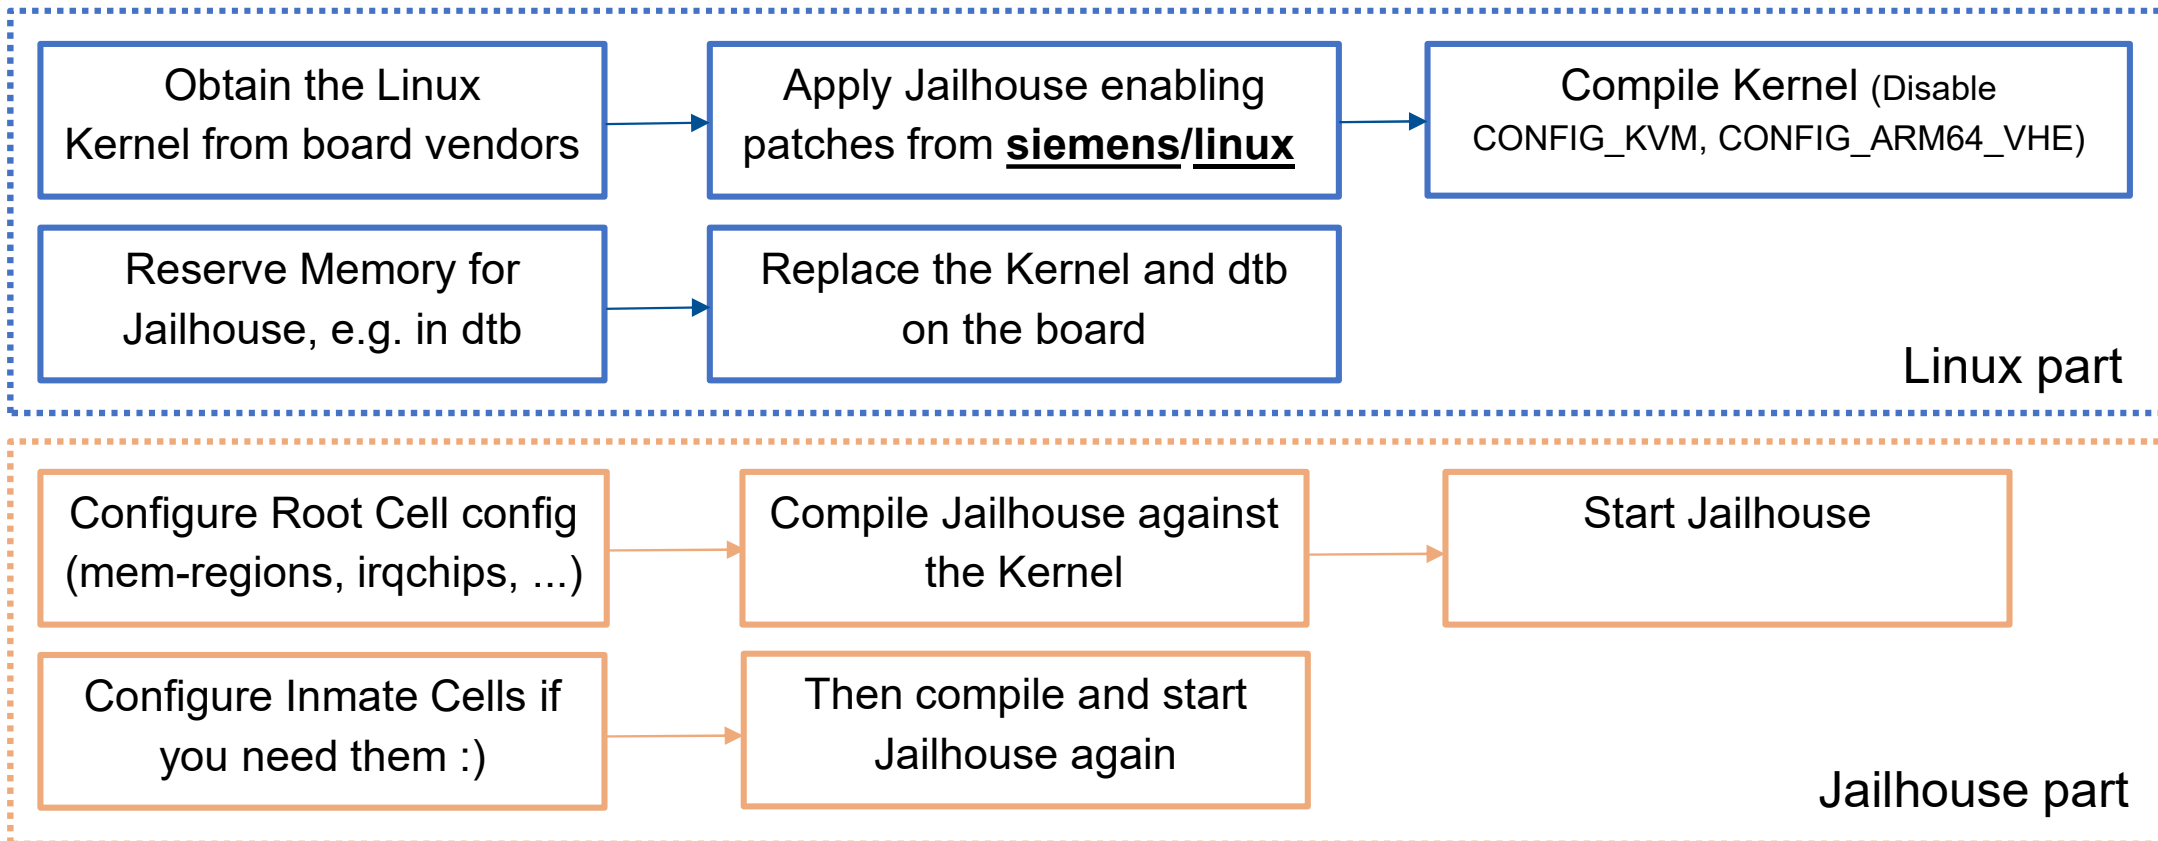 Obtain the Linux
Kernel from board vendors
Apply Jailhouse enabling
patches from siemens/linux
Compile Kernel (Disable
CONFIG_KVM, CONFIG_ARM64_VHE)
Reserve Memory for
Jailhouse, e.g. in dtb
Replace the Kernel and dtb
on the board
Linux part
Configure Root Cell config
(mem-regions, irqchips, ...)
Compile Jailhouse against
the Kernel
Start Jailhouse
Configure Inmate Cells if
you need them :)
Then compile and start
Jailhouse again
Jailhouse part